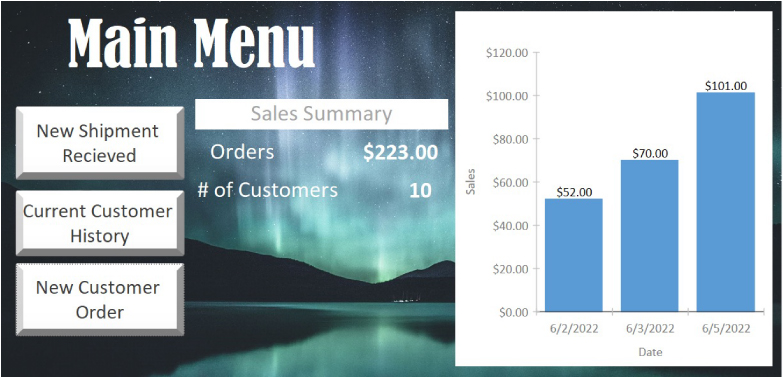 Main Menu
New Shipment
Recieved
Current Customer
History
New Customer
Order
Sales Summary
Orders $223.00
# of Customers 10
$120.00
$100.00
$80.00
$60.00
$40.00
$20.00
$0.00
Sales
$52.00
$70.00
$101.00
6/2/2022 6/3/2022 6/5/2022
Date